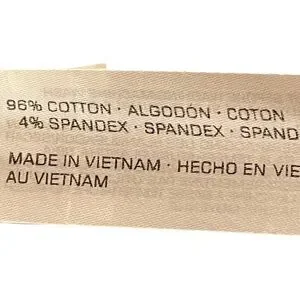 96% COTTON · ALGODÓN · COTON
4% SPANDEX · SPANDEX · SPAND
MADE IN VIETNAM · HECHO EN VIE
AU VIETNAM